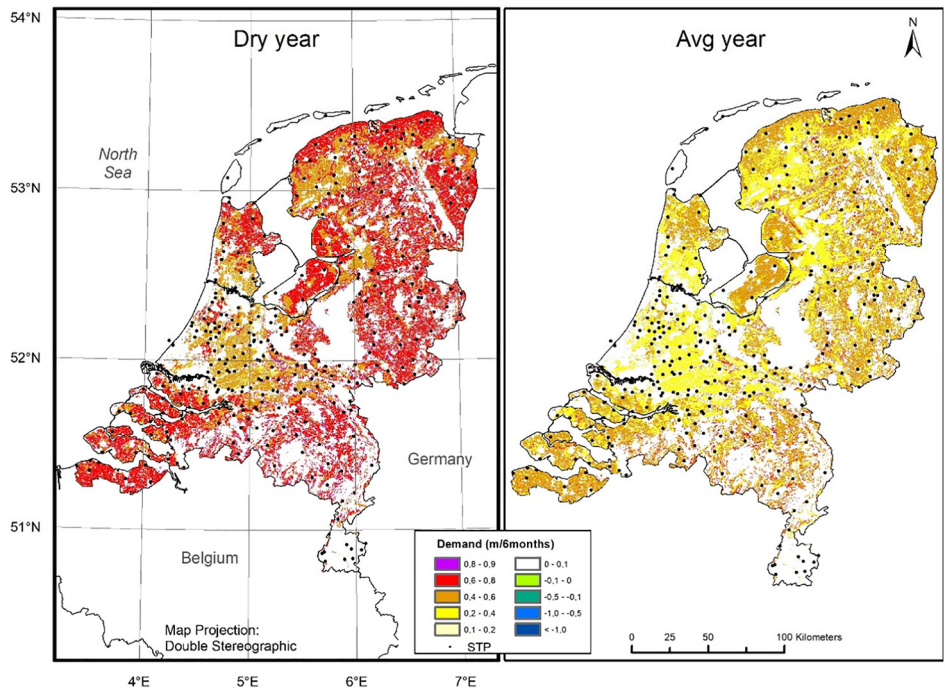 54°N
Dry year
Avg year
N
North
Sea
53°N
52°N
Germany
51°N
Belgium
Map Projection:
Double Stereographic
Demand (m/6months)
0,8 - 0,9
0 - 0,1
0,6 - 0,8
-0,1 - 0
0,4 - 0,6
-0,5 - -0,1
0,2 - 0,4
-1,0 - -0,5
0,1 - 0,2
< -1,0
STP
0 25 50 100 Kilometers
4°E 5°E 6°E 7°E